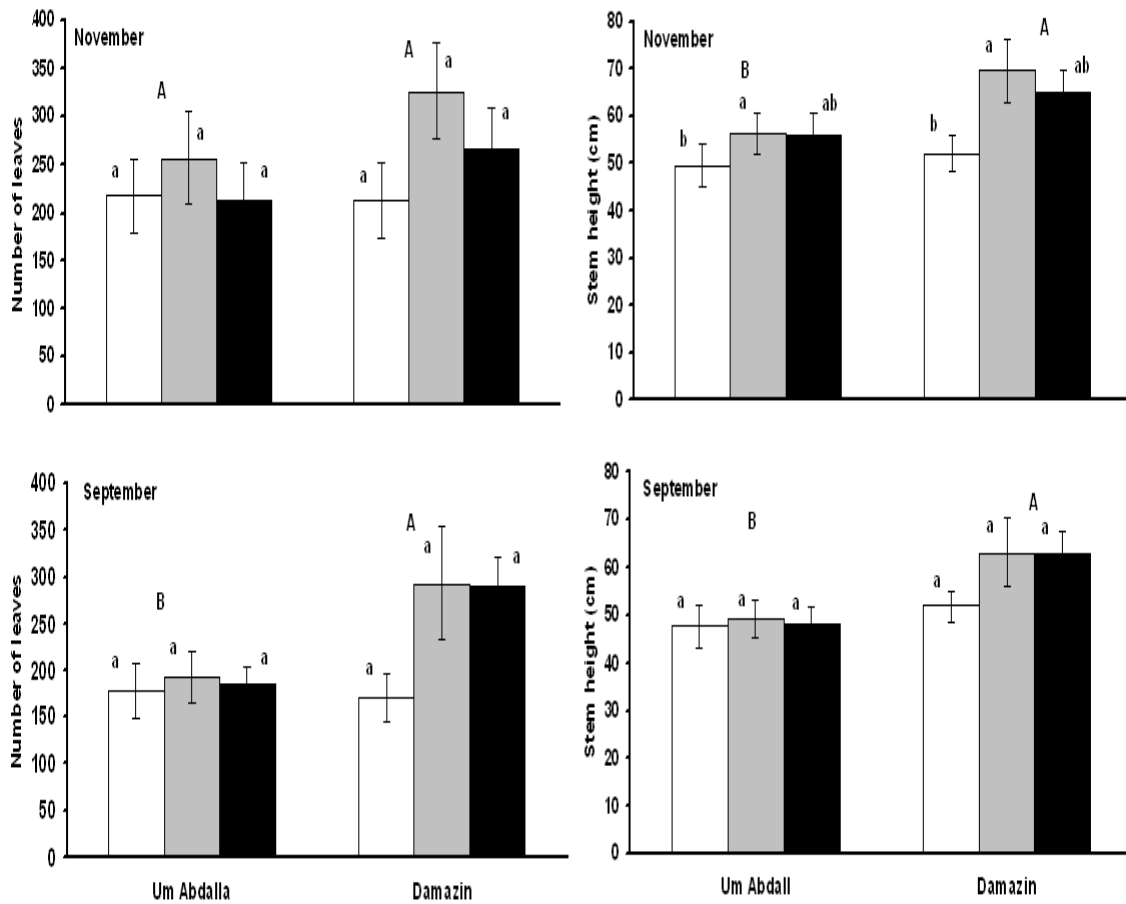 November
Number of leaves
400
350
300
250
200
150
100
50
0
A
a
a
a
A
a
a
a
November
Stem height (cm)
80
70
60
50
40
30
20
10
0
B
b
a
ab
A
b
a
ab
September
Number of leaves
400
350
300
250
200
150
100
50
0
B
a
a
a
A
a
a
a
Um Abdalla
Damazin
September
Stem height (cm)
80
70
60
50
40
30
20
10
0
B
a
a
a
A
a
a
a
Um Abdall
Damazin